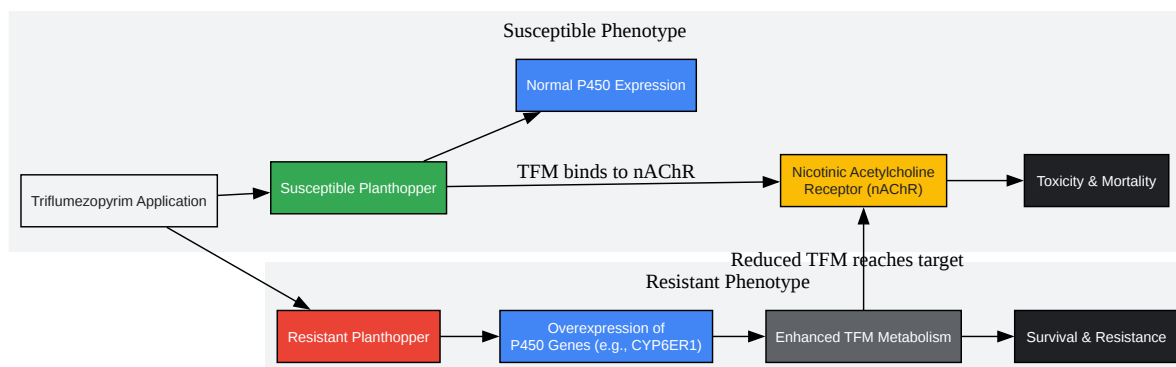 Susceptible Phenotype
Normal P450 Expression
Triflumezopyrim Application
Susceptible Planthopper
TFM binds to nAChR
Nicotinic Acetylcholine
Receptor (nAChR)
Toxicity & Mortality
Reduced TFM reaches target
Resistant Phenotype
Resistant Planthopper
Overexpression of
P450 Genes (e.g., CYP6ER1)
Enhanced TFM Metabolism
Survival & Resistance